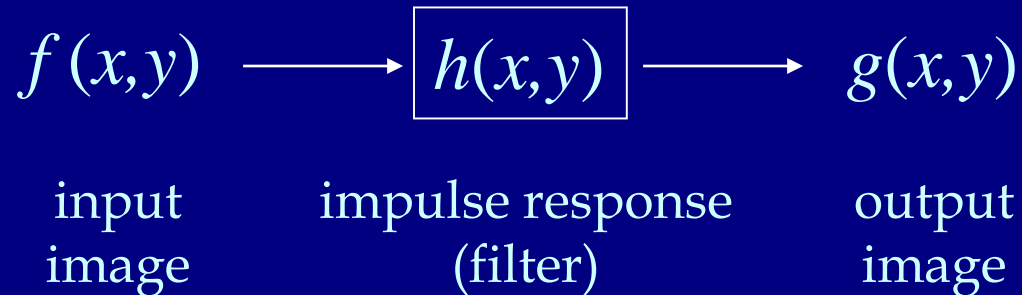 f (x,y) h(x,y) g(x,y)
input impulse response output
image (filter) image